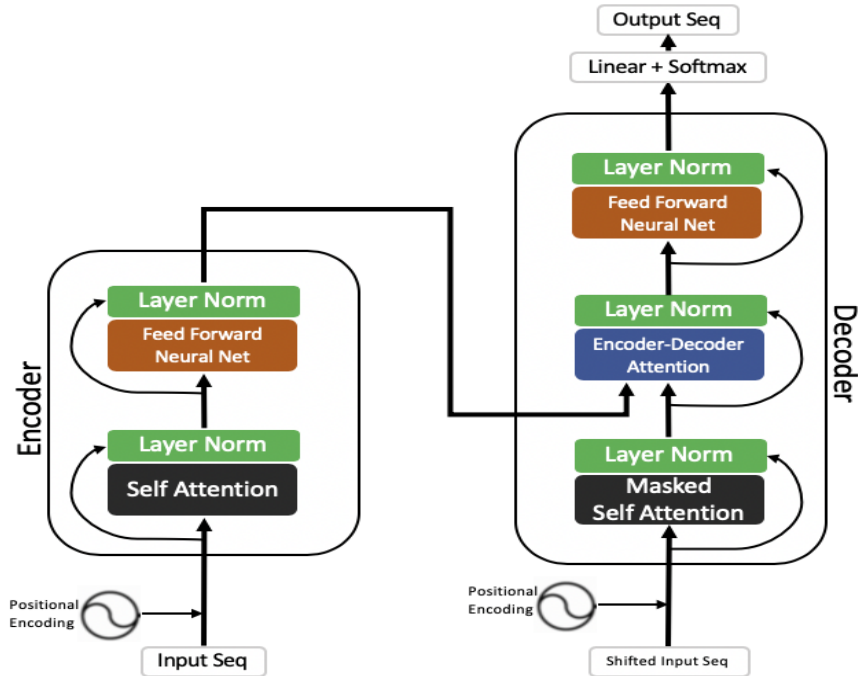 Output Seq
Linear + Softmax
Layer Norm
Feed Forward
Neural Net
Layer Norm
Encoder-Decoder
Attention
Layer Norm
Masked
Self Attention
Decoder
Positional
Encoding
Shifted Input Seq
Layer Norm
Feed Forward
Neural Net
Layer Norm
Self Attention
Encoder
Positional
Encoding
Input Seq